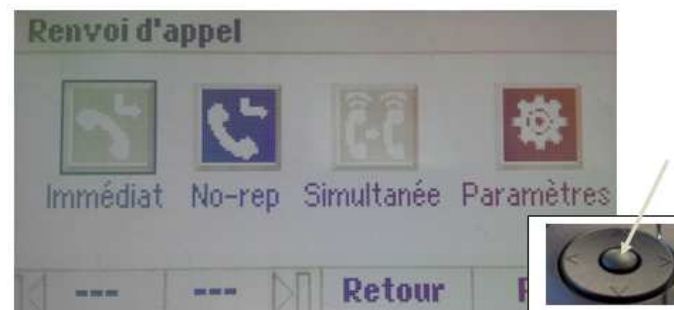 Renvoi d'appel
Immédiat No-rep Simultanée Paramètres
--- --- Retour